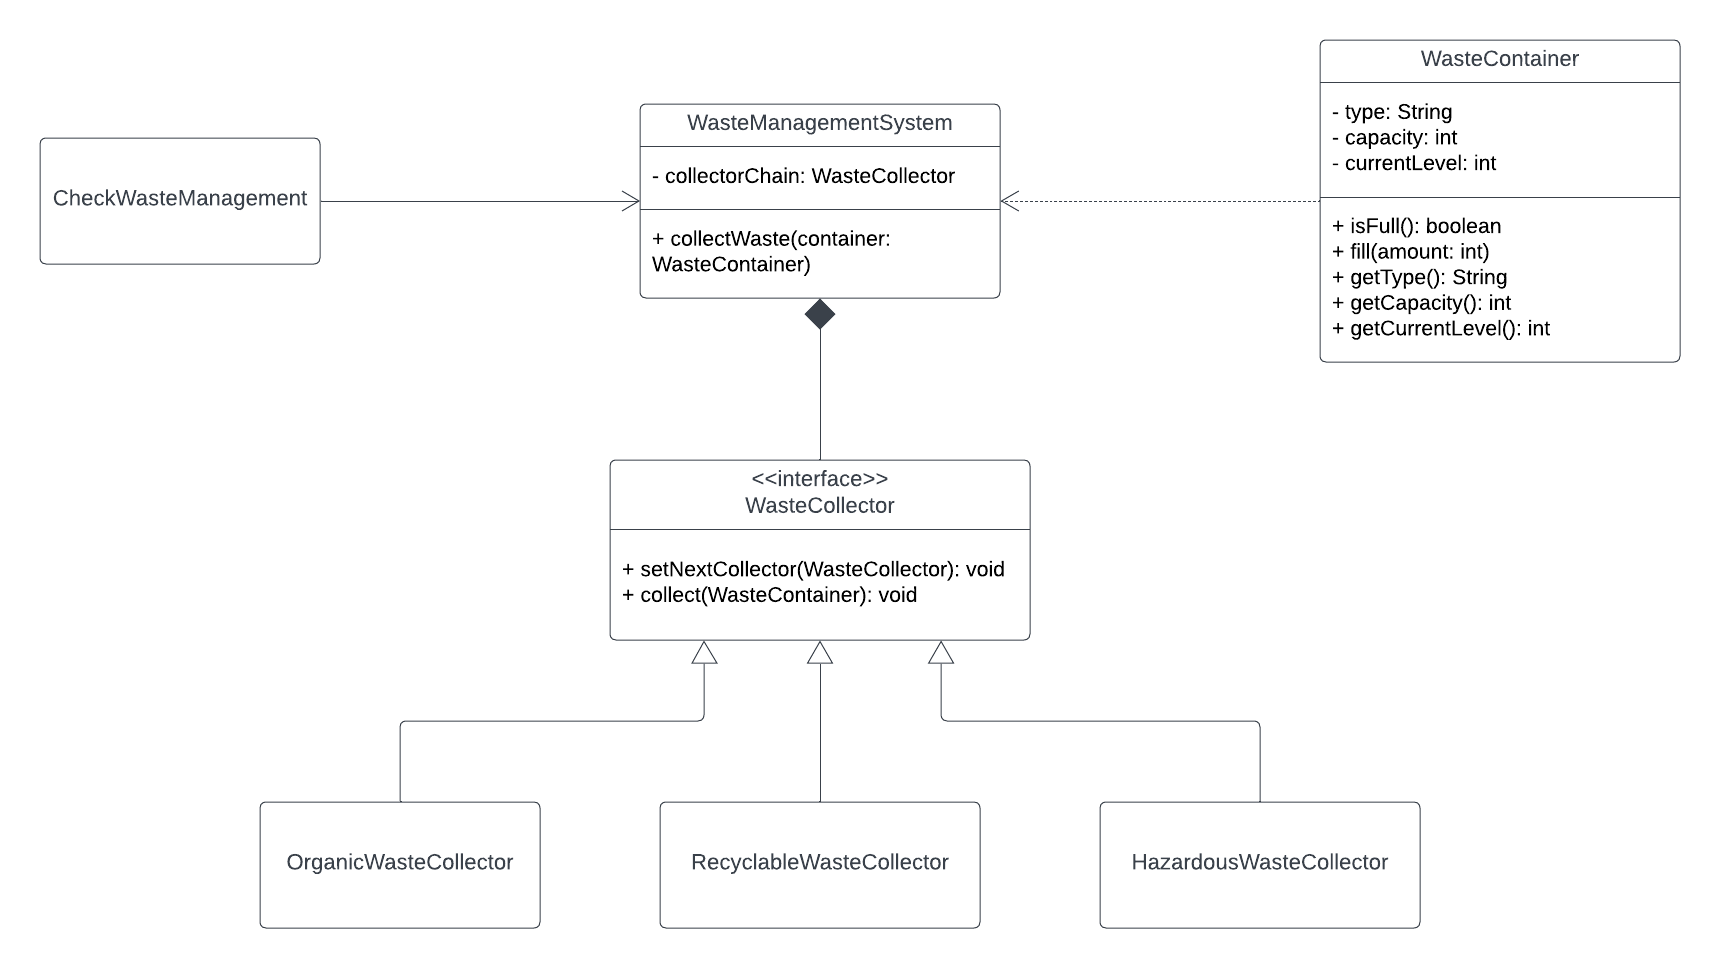 CheckWasteManagement
WasteManagementSystem
- collectorChain: WasteCollector
+ collectWaste(container:
WasteContainer)
WasteContainer
- type: String
- capacity: int
- currentLevel: int
+ isFull(): boolean
+ fill(amount: int)
+ getType(): String
+ getCapacity(): int
+ getCurrentLevel(): int
<<interface>>
WasteCollector
+ setNextCollector(WasteCollector): void
+ collect(WasteContainer): void
OrganicWasteCollector
RecyclableWasteCollector
HazardousWasteCollector